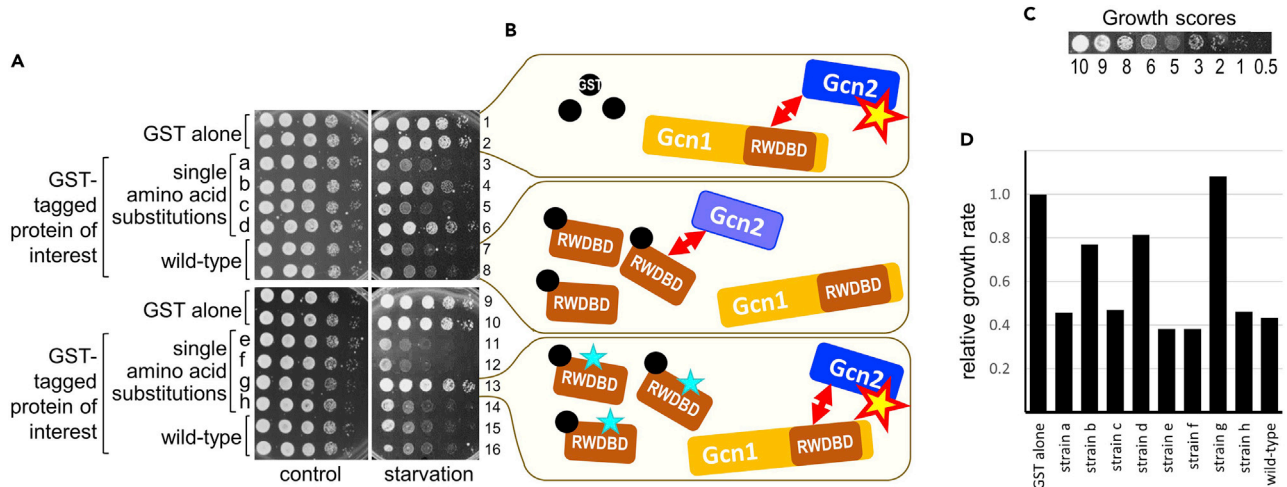 A
GST alone
GST-
tagged
protein of
interest
single
amino acid
substitutions
a
b
c
d
wild-type
GST alone
GST-
tagged
protein of
interest
single
amino acid
substitutions
e
f
g
h
wild-type
control
starvation
1
2
3
4
5
6
7
8
9
10
11
12
13
14
15
16
B
GST
Gcn2
Gcn1
RWDBD
RWDBD
RWDBD
RWDBD
Gcn2
Gcn1
RWDBD
RWDBD
RWDBD
RWDBD
Gcn2
Gcn1
RWDBD
C
Growth scores
10 9 8 6 5 3 2 1 0.5
D
relative growth rate
1.0
0.8
0.6
0.4
0.2
GST alone
strain a
strain b
strain c
strain d
strain e
strain f
strain g
strain h
wild-type